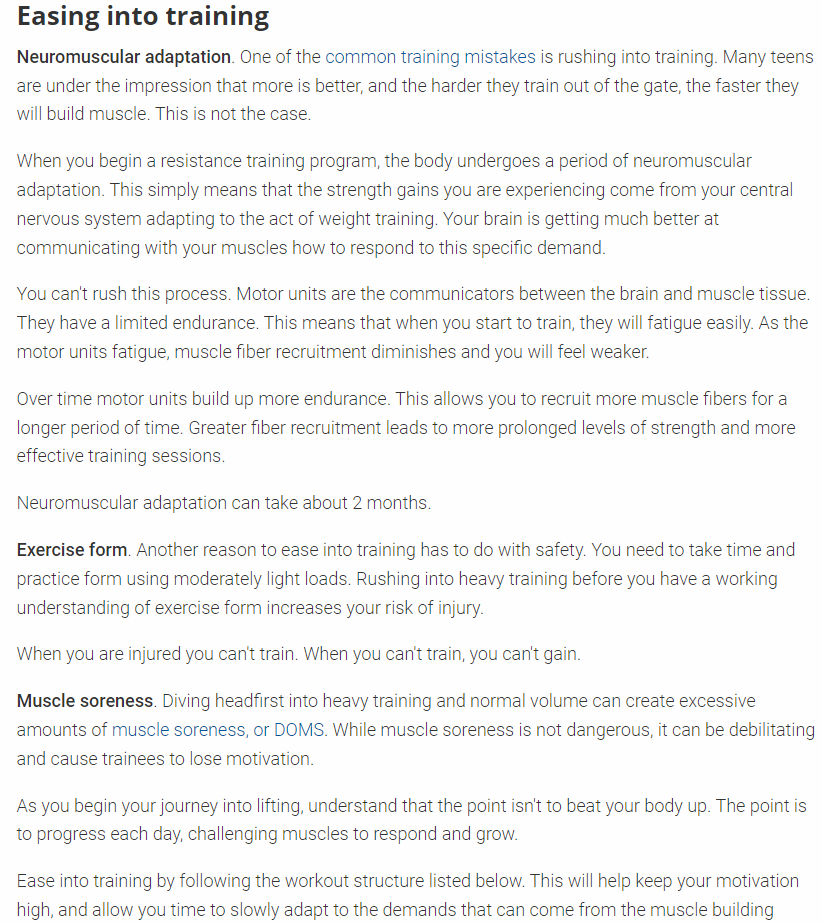 Easing into training
Neuromuscular adaptation. One of the common training mistakes is rushing into training. Many teens
are under the impression that more is better, and the harder they train out of the gate, the faster they
will build muscle. This is not the case.
When you begin a resistance training program, the body undergoes a period of neuromuscular
adaptation. This simply means that the strength gains you are experiencing come from your central
nervous system adapting to the act of weight training. Your brain is getting much better at
communicating with your muscles how to respond to this specific demand.
You can't rush this process. Motor units are the communicators between the brain and muscle tissue.
They have a limited endurance. This means that when you start to train, they will fatigue easily. As the
motor units fatigue, muscle fiber recruitment diminishes and you will feel weaker.
Over time motor units build up more endurance. This allows you to recruit more muscle fibers for a
longer period of time. Greater fiber recruitment leads to more prolonged levels of strength and more
effective training sessions.
Neuromuscular adaptation can take about 2 months.
Exercise form. Another reason to ease into training has to do with safety. You need to take time and
practice form using moderately light loads. Rushing into heavy training before you have a working
understanding of exercise form increases your risk of injury.
When you are injured you can't train. When you can't train, you can't gain.
Muscle soreness. Diving headfirst into heavy training and normal volume can create excessive
amounts of muscle soreness, or DOMS. While muscle soreness is not dangerous, it can be debilitating
and cause trainees to lose motivation.
As you begin your journey into lifting, understand that the point isn't to beat your body up. The point is
to progress each day, challenging muscles to respond and grow.
Ease into training by following the workout structure listed below. This will help keep your motivation
high, and allow you time to slowly adapt to the demands that can come from the muscle building